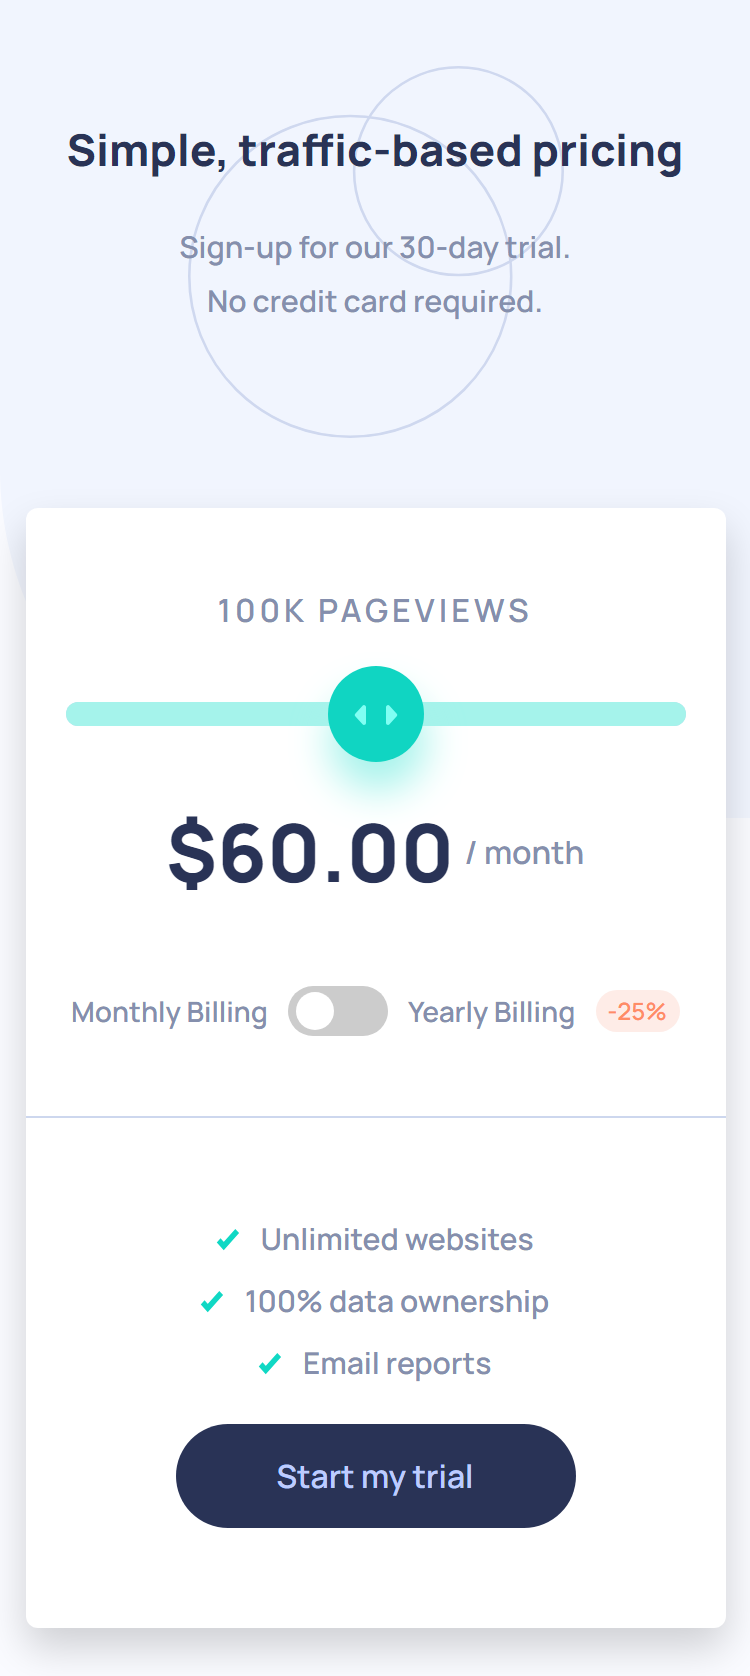 Simple, traffic-based pricing
Sign-up for our 30-day trial.
No credit card required.
100K PAGEVIEWS
$60.00 / month
Monthly Billing Yearly Billing -25%
Unlimited websites
100% data ownership
Email reports
Start my trial